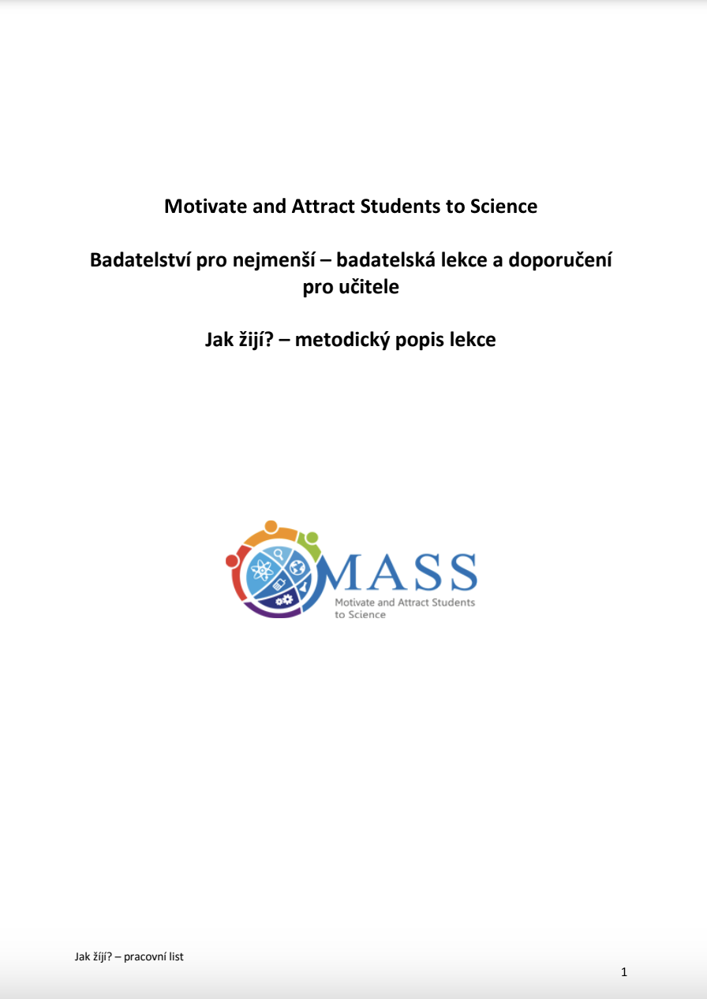 Motivate and Attract Students to Science
Badatelství pro nejmenší – badatelská lekce a doporučení
pro učitele
Jak žijí? – metodický popis lekce
MASS
Motivate and Attract Students
to Science
Jak žíjí? – pracovní list
1